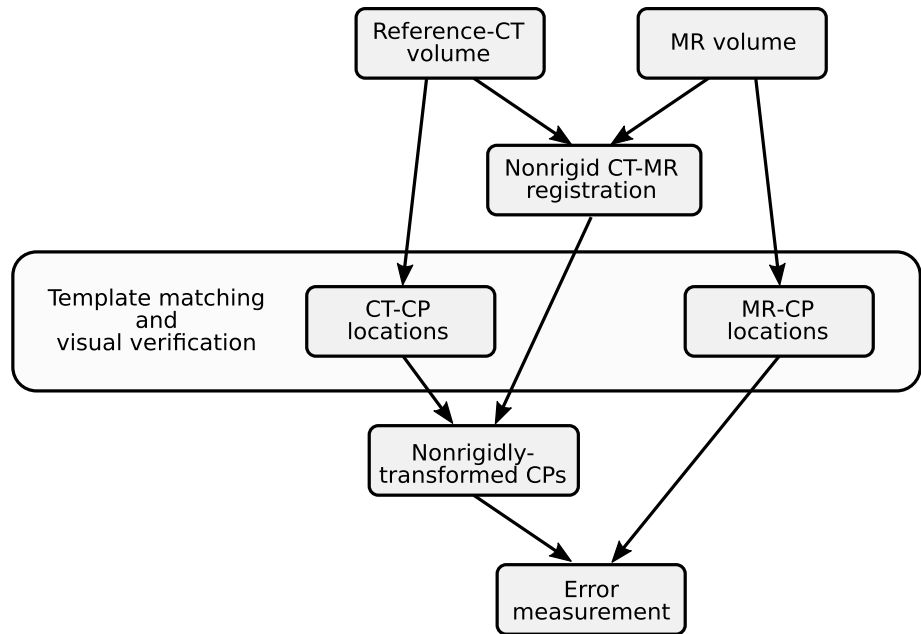 Reference-CT
volume
MR volume
Nonrigid CT-MR
registration
Template matching
and
visual verification
CT-CP
locations
MR-CP
locations
Nonrigidly-
transformed CPs
Error
measurement